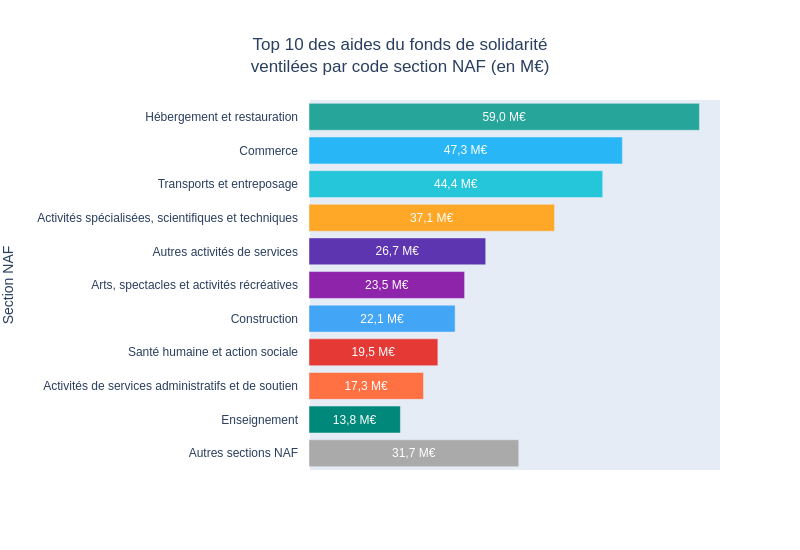 Top 10 des aides du fonds de solidarité
ventilées par code section NAF (en M€)
Section NAF
Hébergement et restauration 59,0 M€
Commerce 47,3 M€
Transports et entreposage 44,4 M€
Activités spécialisées, scientifiques et techniques 37,1 M€
Autres activités de services 26,7 M€
Arts, spectacles et activités récréatives 23,5 M€
Construction 22,1 M€
Santé humaine et action sociale 19,5 M€
Activités de services administratifs et de soutien 17,3 M€
Enseignement 13,8 M€
Autres sections NAF 31,7 M€